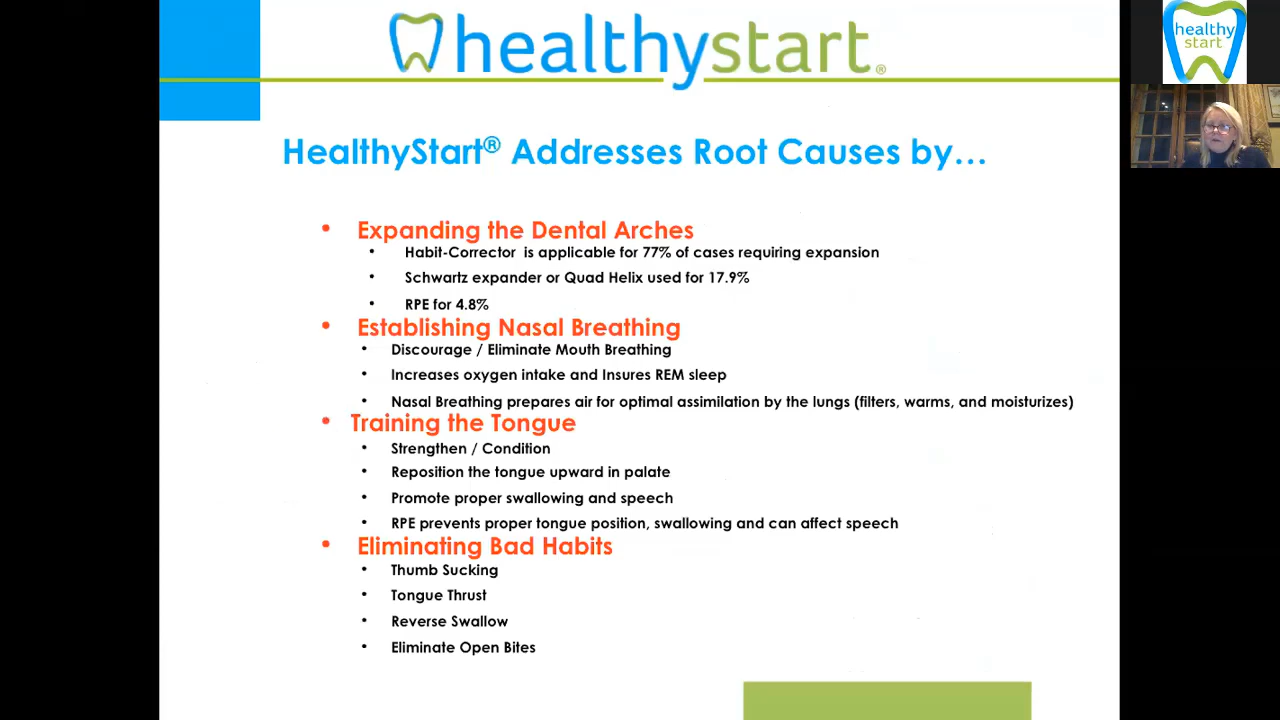 healthystart®
healthy
start
HealthyStart® Addresses Root Causes by...
• Expanding the Dental Arches
• Habit-Corrector is applicable for 77% of cases requiring expansion
• Schwartz expander or Quad Helix used for 17.9%
• RPE for 4.8%
• Establishing Nasal Breathing
• Discourage / Eliminate Mouth Breathing
• Increases oxygen intake and Insures REM sleep
• Nasal Breathing prepares air for optimal assimilation by the lungs (filters, warms, and moisturizes)
• Training the Tongue
• Strengthen / Condition
• Reposition the tongue upward in palate
• Promote proper swallowing and speech
• RPE prevents proper tongue position, swallowing and can affect speech
• Eliminating Bad Habits
• Thumb Sucking
• Tongue Thrust
• Reverse Swallow
• Eliminate Open Bites